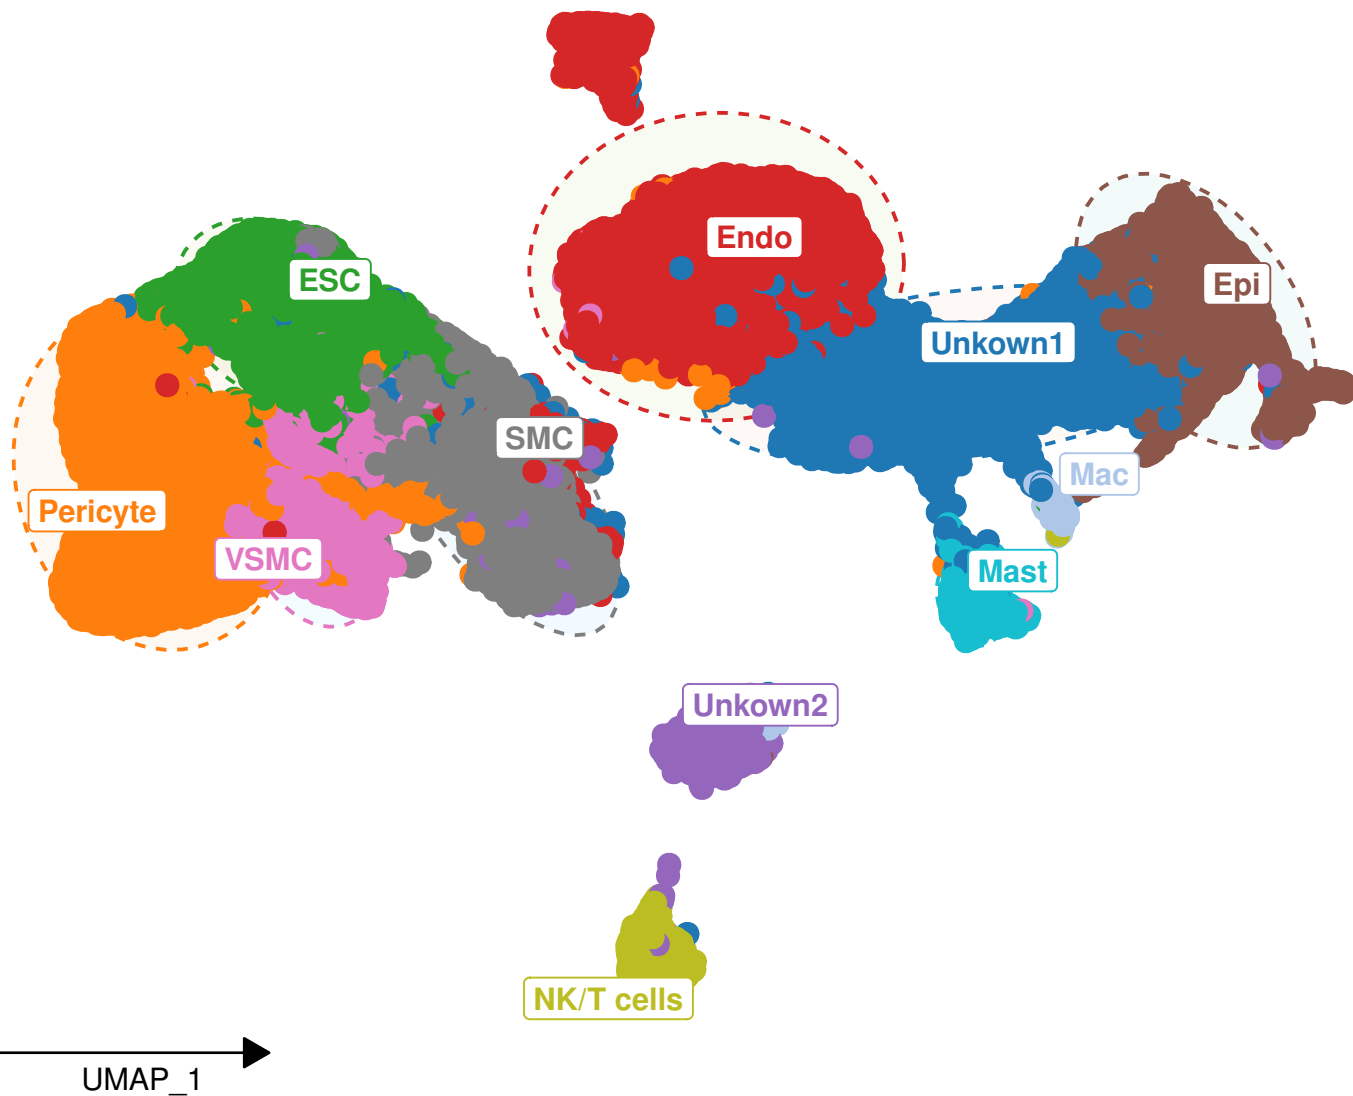 Endo
ESC
Epi
Unkown1
SMC
Mac
Pericyte
VSMC
Mast
Unkown2
NK/T cells
UMAP_1